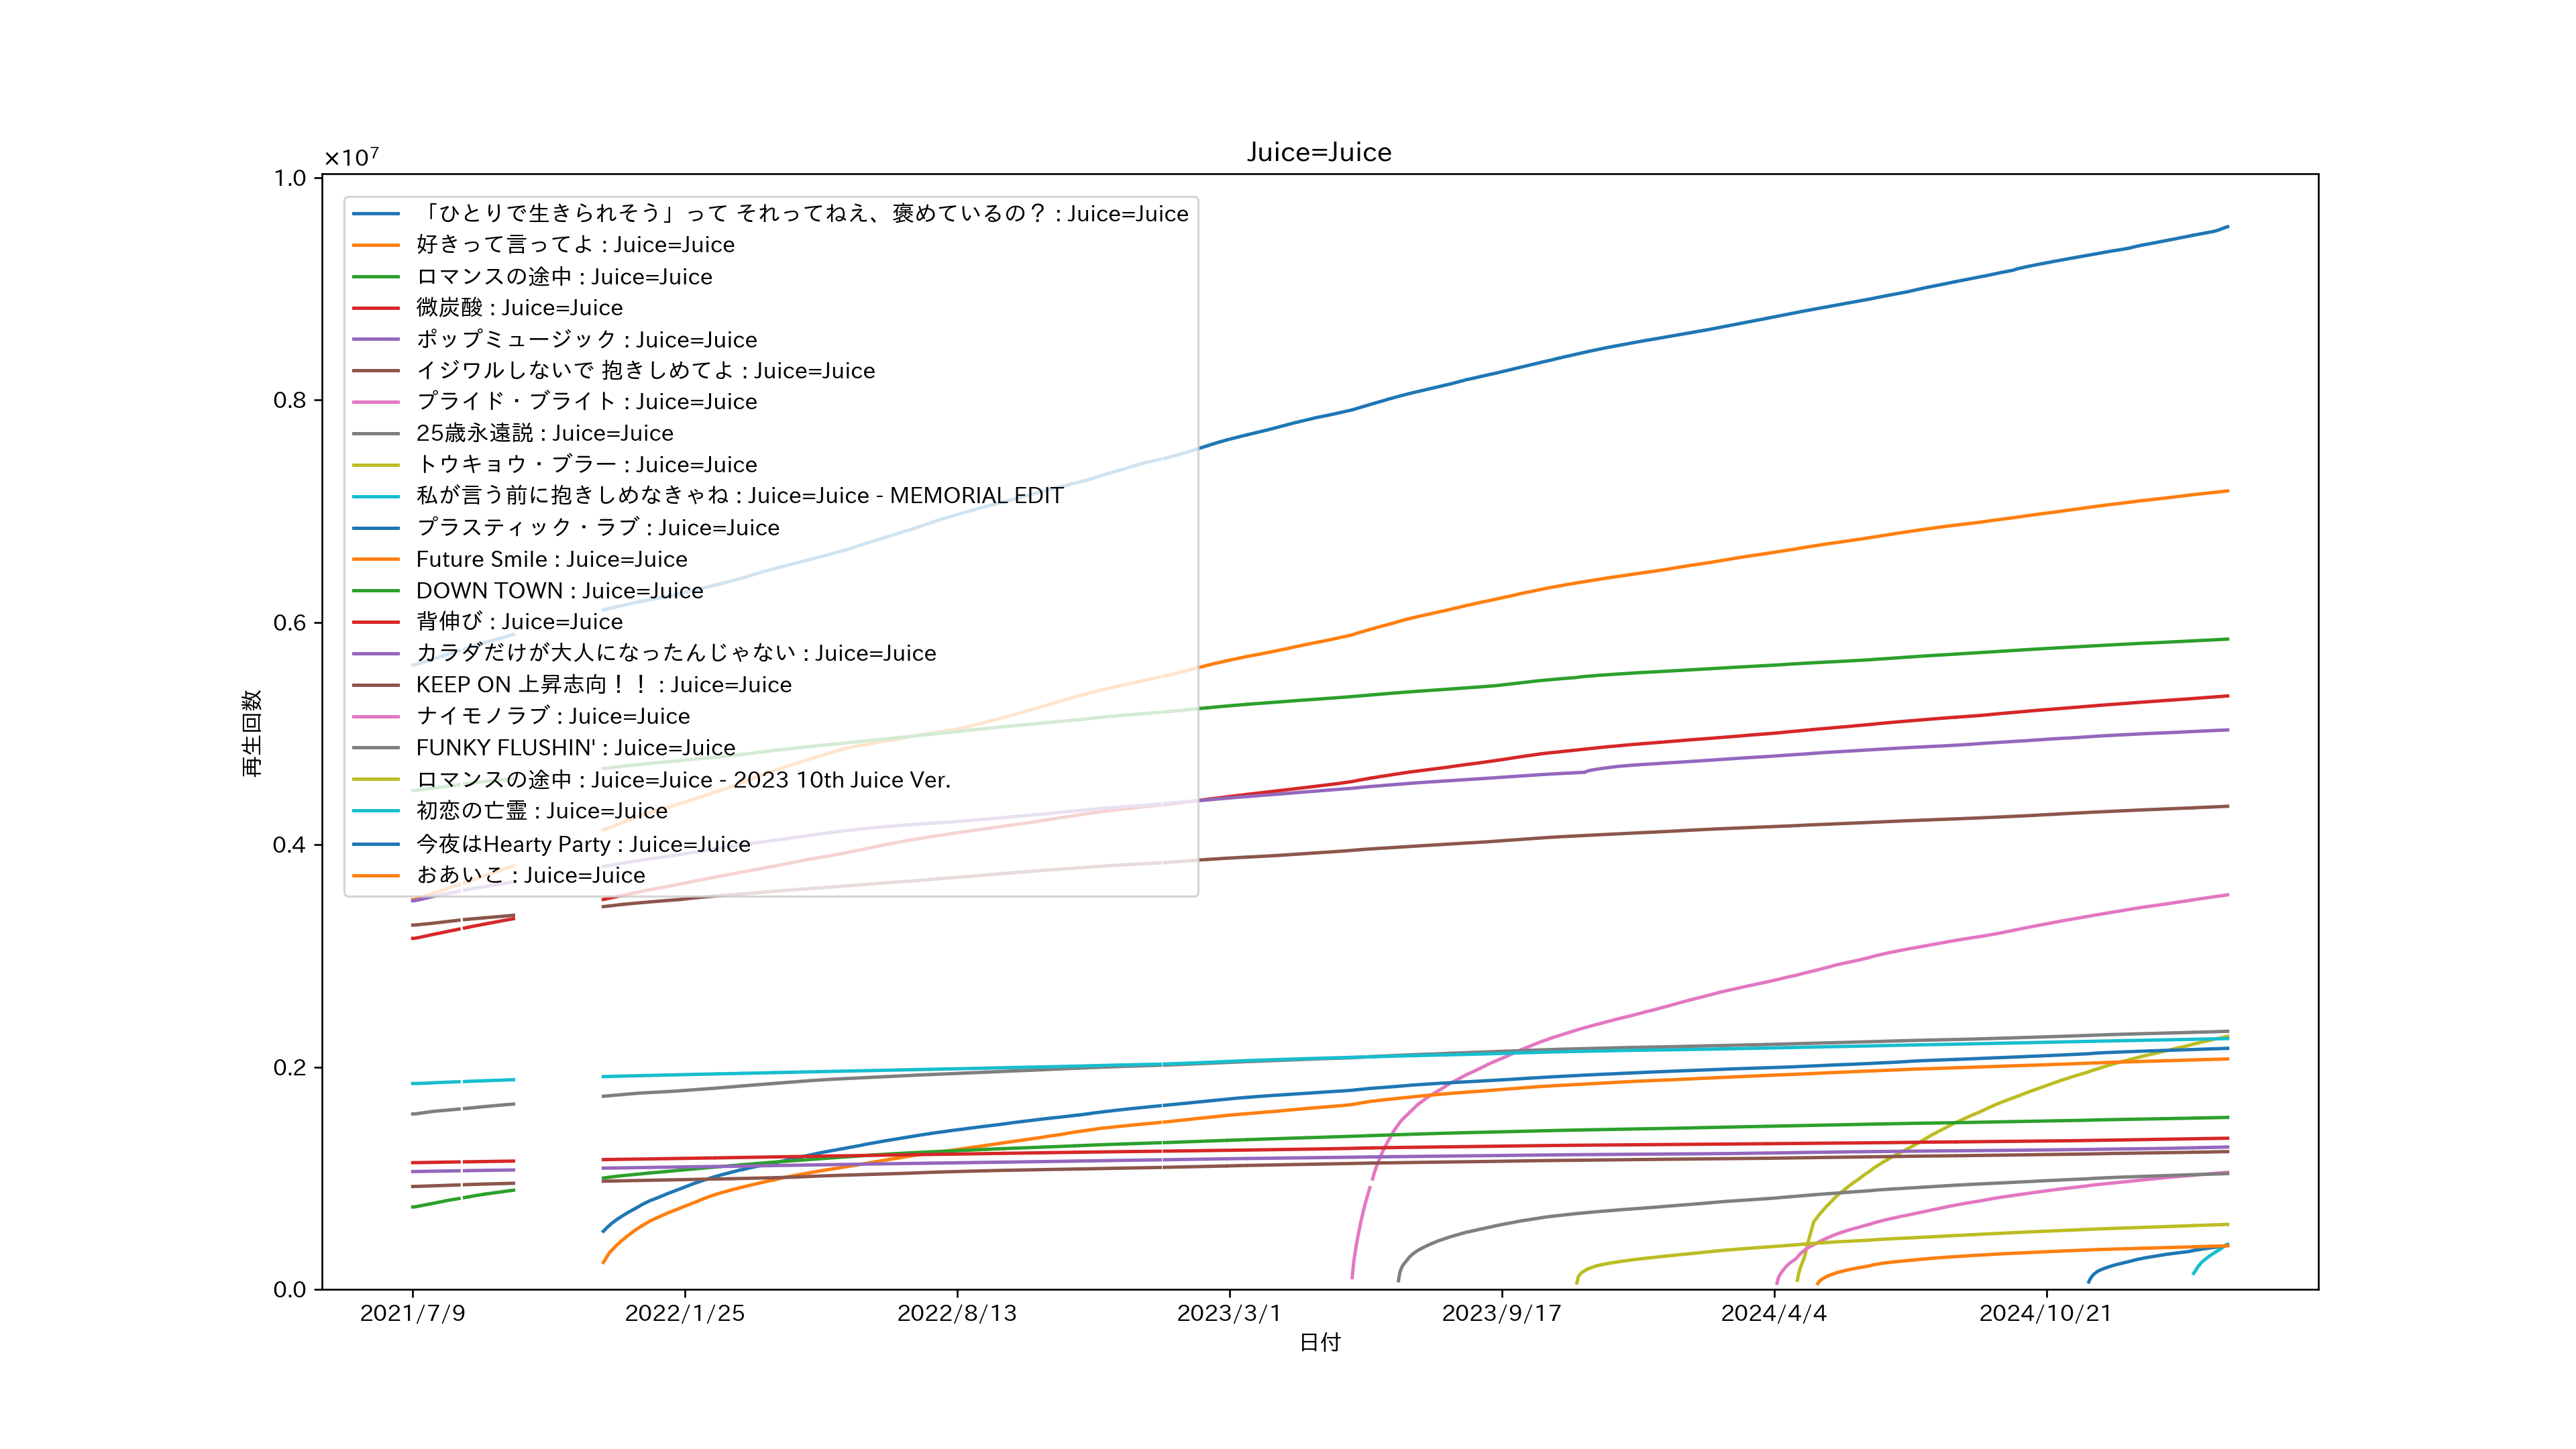 Juice=Juice
×10⁷
1.0
0.8
0.6
0.4
0.2
0.0
再生回数
「ひとりで生きられそう」って それってねえ、褒めているの？ : Juice=Juice
好きって言ってよ : Juice=Juice
ロマンスの途中 : Juice=Juice
微炭酸 : Juice=Juice
ポップミュージック : Juice=Juice
イジワルしないで 抱きしめてよ : Juice=Juice
プライド・ブライト : Juice=Juice
25歳永遠説 : Juice=Juice
トウキョウ・ブラー : Juice=Juice
私が言う前に抱きしめなきゃね : Juice=Juice - MEMORIAL EDIT
プラスティック・ラブ : Juice=Juice
Future Smile : Juice=Juice
DOWN TOWN : Juice=Juice
背伸び : Juice=Juice
カラダだけが大人になったんじゃない : Juice=Juice
KEEP ON 上昇志向！！ : Juice=Juice
ナイモノラブ : Juice=Juice
FUNKY FLUSHIN' : Juice=Juice
ロマンスの途中 : Juice=Juice - 2023 10th Juice Ver.
初恋の亡霊 : Juice=Juice
今夜はHearty Party : Juice=Juice
おあいこ : Juice=Juice
2021/7/9
2022/1/25
2022/8/13
2023/3/1
2023/9/17
2024/4/4
2024/10/21
日付